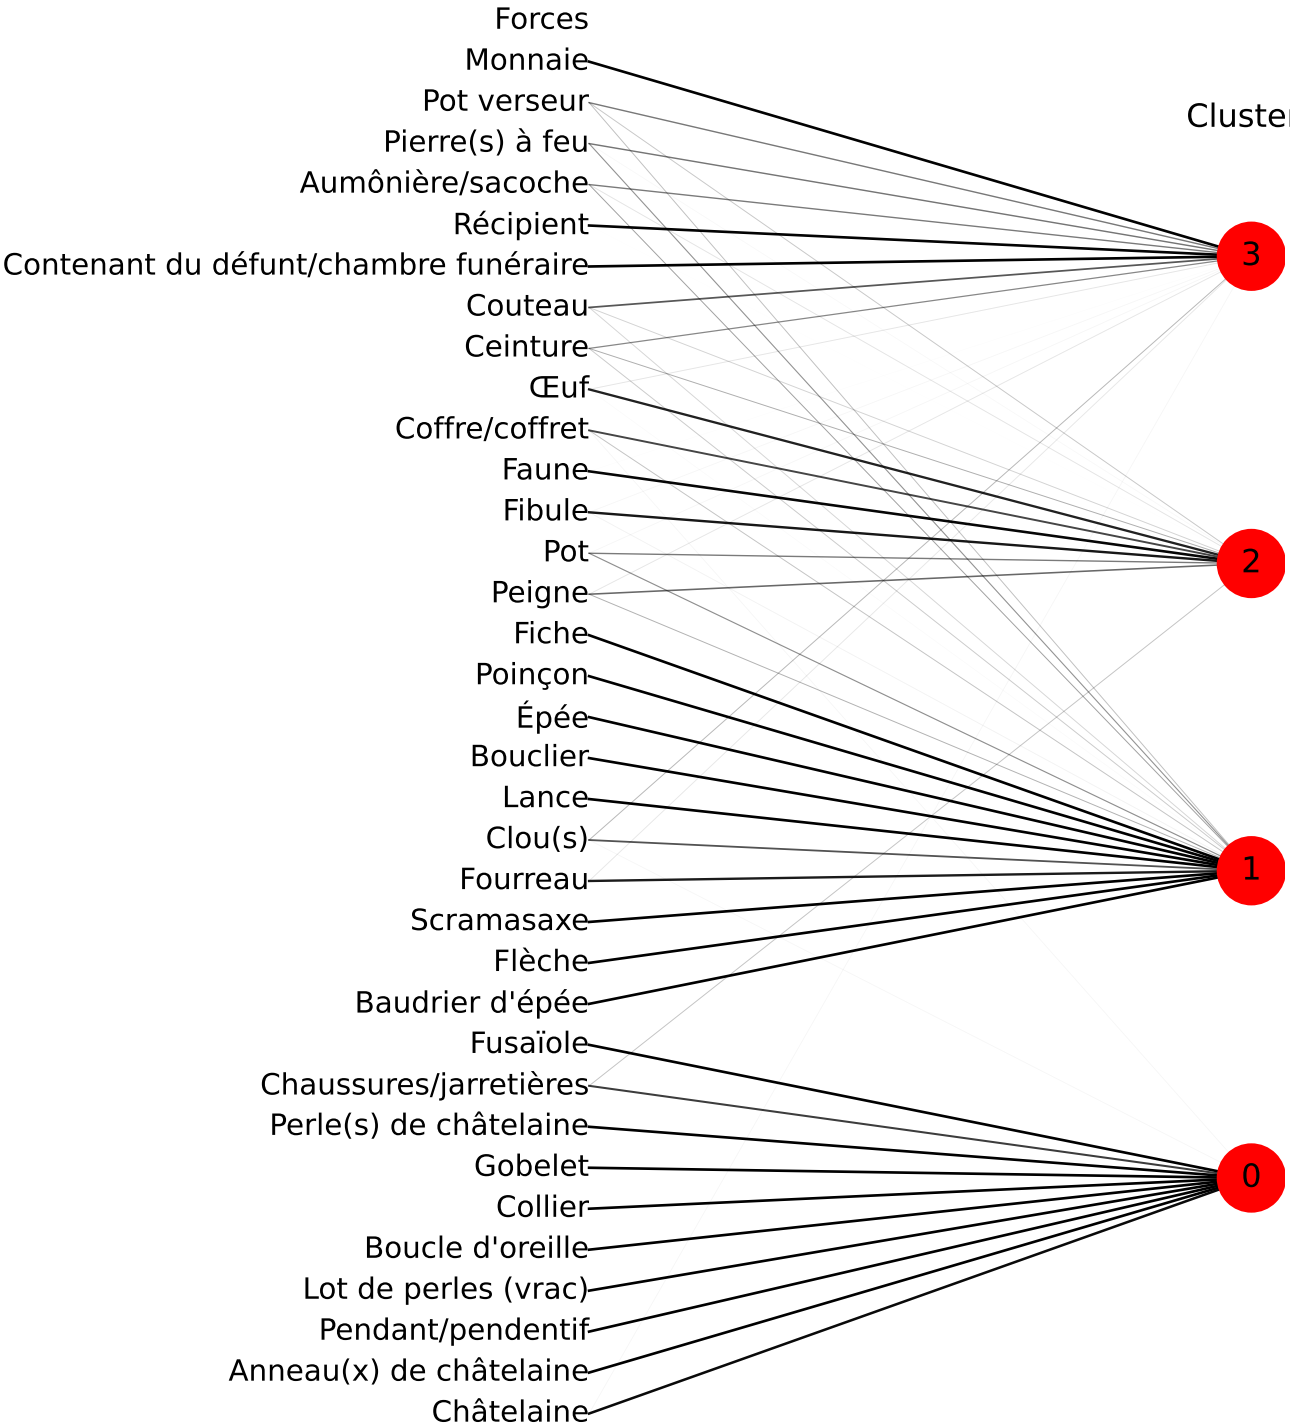 Forces
Monnaie
Pot verseur
Cluster
Pierre(s) à feu
Aumônière/sacoche
Récipient
3
Contenant du défunt/chambre funéraire
Couteau
Ceinture
Œuf
Coffre/coffret
Faune
Fibule
Pot
2
Peigne
Fiche
Poinçon
Épée
Bouclier
Lance
Clou(s)
1
Fourreau
Scramasaxe
Flèche
Baudrier d'épée
Fusaïole
Chaussures/jarretières
Perle(s) de châtelaine
Gobelet
0
Collier
Boucle d'oreille
Lot de perles (vrac)
Pendant/pendentif
Anneau(x) de châtelaine
Châtelaine